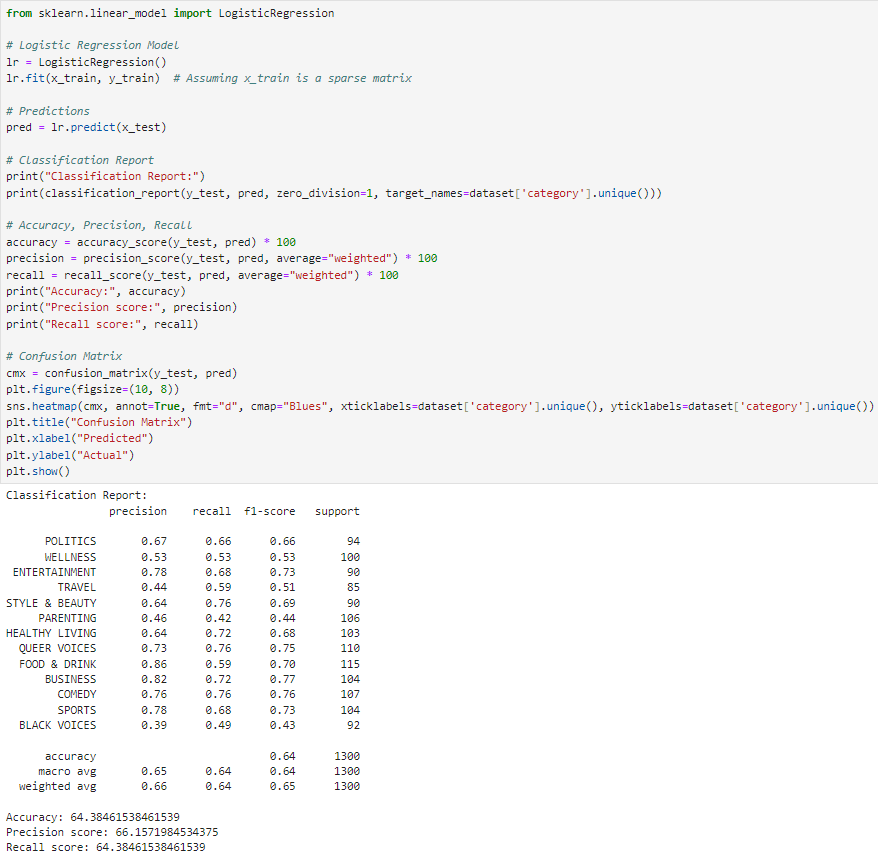 from sklearn.linear_model import LogisticRegression
# Logistic Regression Model
lr = LogisticRegression()
lr.fit(x_train, y_train)  # Assuming x_train is a sparse matrix
# Predictions
pred = lr.predict(x_test)
# Classification Report
print("Classification Report:")
print(classification_report(y_test, pred, zero_division=1, target_names=dataset['category'].unique()))
# Accuracy, Precision, Recall
accuracy = accuracy_score(y_test, pred) * 100
precision = precision_score(y_test, pred, average="weighted") * 100
recall = recall_score(y_test, pred, average="weighted") * 100
print("Accuracy:", accuracy)
print("Precision score:", precision)
print("Recall score:", recall)
# Confusion Matrix
cmx = confusion_matrix(y_test, pred)
plt.figure(figsize=(10, 8))
sns.heatmap(cmx, annot=True, fmt="d", cmap="Blues", xticklabels=dataset['category'].unique(), yticklabels=dataset['category'].unique())
plt.title("Confusion Matrix")
plt.xlabel("Predicted")
plt.ylabel("Actual")
plt.show()
Classification Report:
precision recall f1-score support
POLITICS 0.67 0.66 0.66 94
WELLNESS 0.53 0.53 0.53 100
ENTERTAINMENT 0.78 0.68 0.73 90
TRAVEL 0.44 0.59 0.51 85
STYLE & BEAUTY 0.64 0.76 0.69 90
PARENTING 0.46 0.42 0.44 106
HEALTHY LIVING 0.64 0.72 0.68 103
QUEER VOICES 0.73 0.76 0.75 110
FOOD & DRINK 0.86 0.59 0.70 115
BUSINESS 0.82 0.72 0.77 104
COMEDY 0.76 0.76 0.76 107
SPORTS 0.78 0.68 0.73 104
BLACK VOICES 0.39 0.49 0.43 92
accuracy 0.64 1300
macro avg 0.65 0.64 0.64 1300
weighted avg 0.66 0.64 0.65 1300
Accuracy: 64.38461538461539
Precision score: 66.1571984534375
Recall score: 64.38461538461539